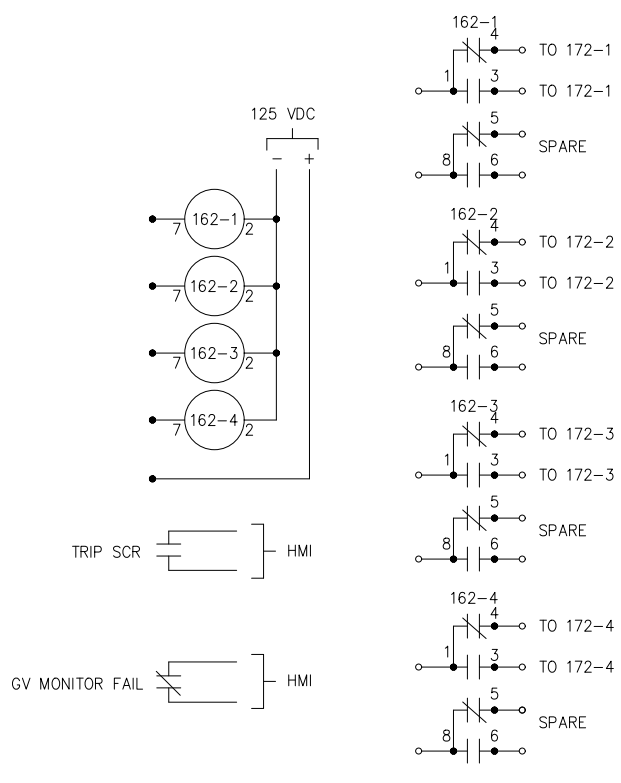 125 VDC
- +
7 162-1 2
7 162-2 2
7 162-3 2
7 162-4 2
TRIP SCR HMI
GV MONITOR FAIL HMI
162-1
4 TO 172-1
1 3 TO 172-1
5
SPARE
8 6
162-2
4 TO 172-2
1 3 TO 172-2
5
SPARE
8 6
162-3
4 TO 172-3
1 3 TO 172-3
5
SPARE
8 6
162-4
4 TO 172-4
1 3 TO 172-4
5
SPARE
8 6